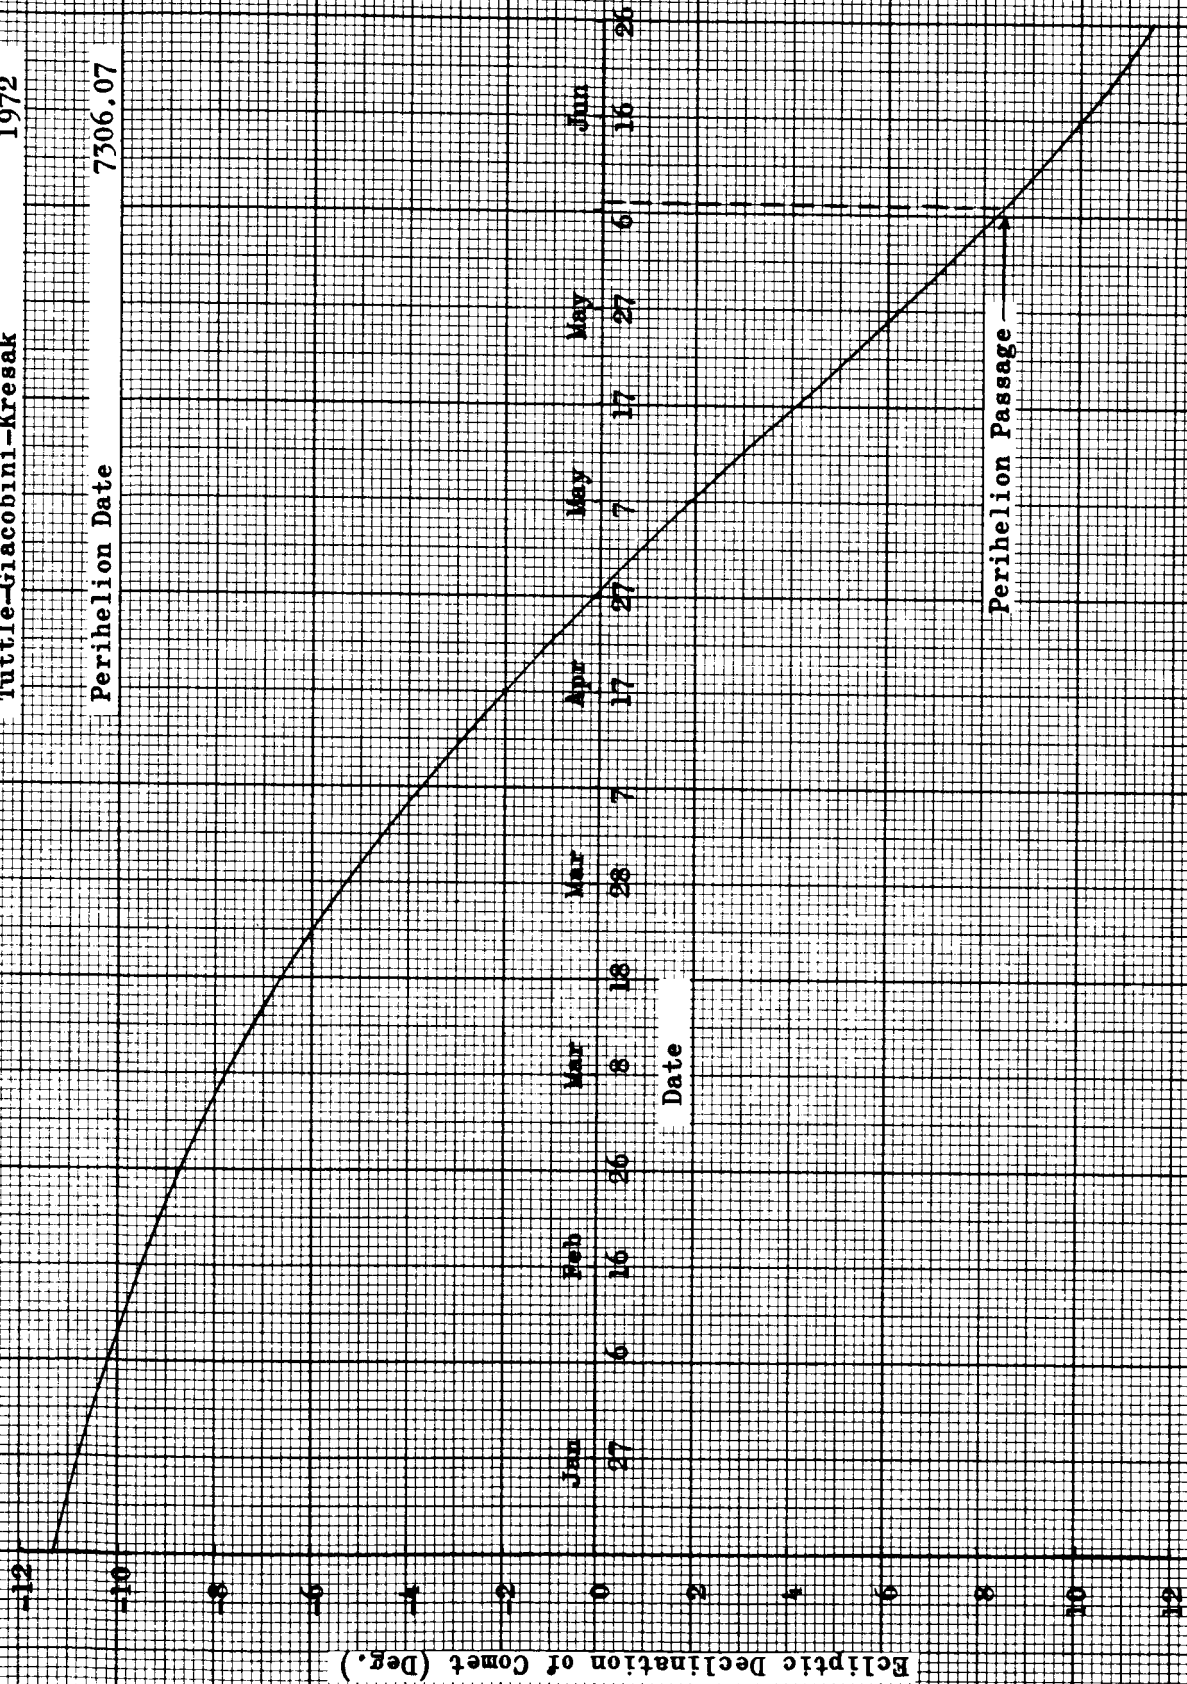 Tuttle-Giacobini-Kresak 1972
Perihelion Date 7306.07
-12
-10
-8
-6
-4
-2
0
2
4
6
8
10
12
Ecliptic Declination of Comet (Deg.)
Jan Feb Mar Mar Apr May May Jun
27 6 16 26 8 18 28 7 17 27 7 17 27 6 16 26
Date
Perihelion Passage